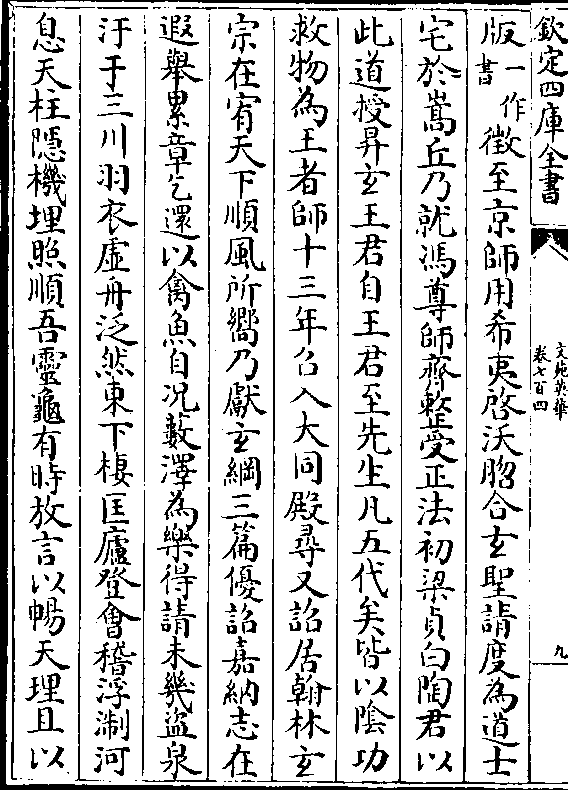 欽定四庫全書
文苑英華
卷七百四
九
版一作書徵至京師用希夷啓沃脗合玄聖請度為道士
宅於嵩丘乃就馮尊師齊整受正法初梁貞白陶君以
此道授昇玄王君自王君至先生凡五代矣皆以陰功
救物為王者師十三年召入大同殿尋又詔居翰林玄
宗在宥天下順風所嚮乃獻玄綱三篇優詔嘉納志在
遐舉累章乞還以禽魚自况藪澤為樂得請未幾盜泉
汙于三川羽衣虛舟泛然東下棲匡廬登會稽浮淛河
息天柱隱機埋照順吾靈龜有時放言以暢天理且以